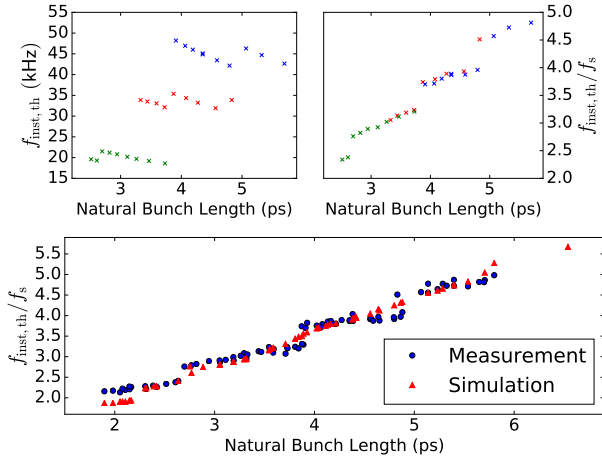 55
50
45
40
35
30
25
20
15
f_inst, th (kHz)
3 4 5
Natural Bunch Length (ps)
5.0
4.5
4.0
3.5
3.0
2.5
2.0
f_inst, th/f_s
3 4 5
Natural Bunch Length (ps)
5.5
5.0
4.5
4.0
3.5
3.0
2.5
2.0
f_inst, th/f_s
Measurement
Simulation
2 3 4 5 6
Natural Bunch Length (ps)